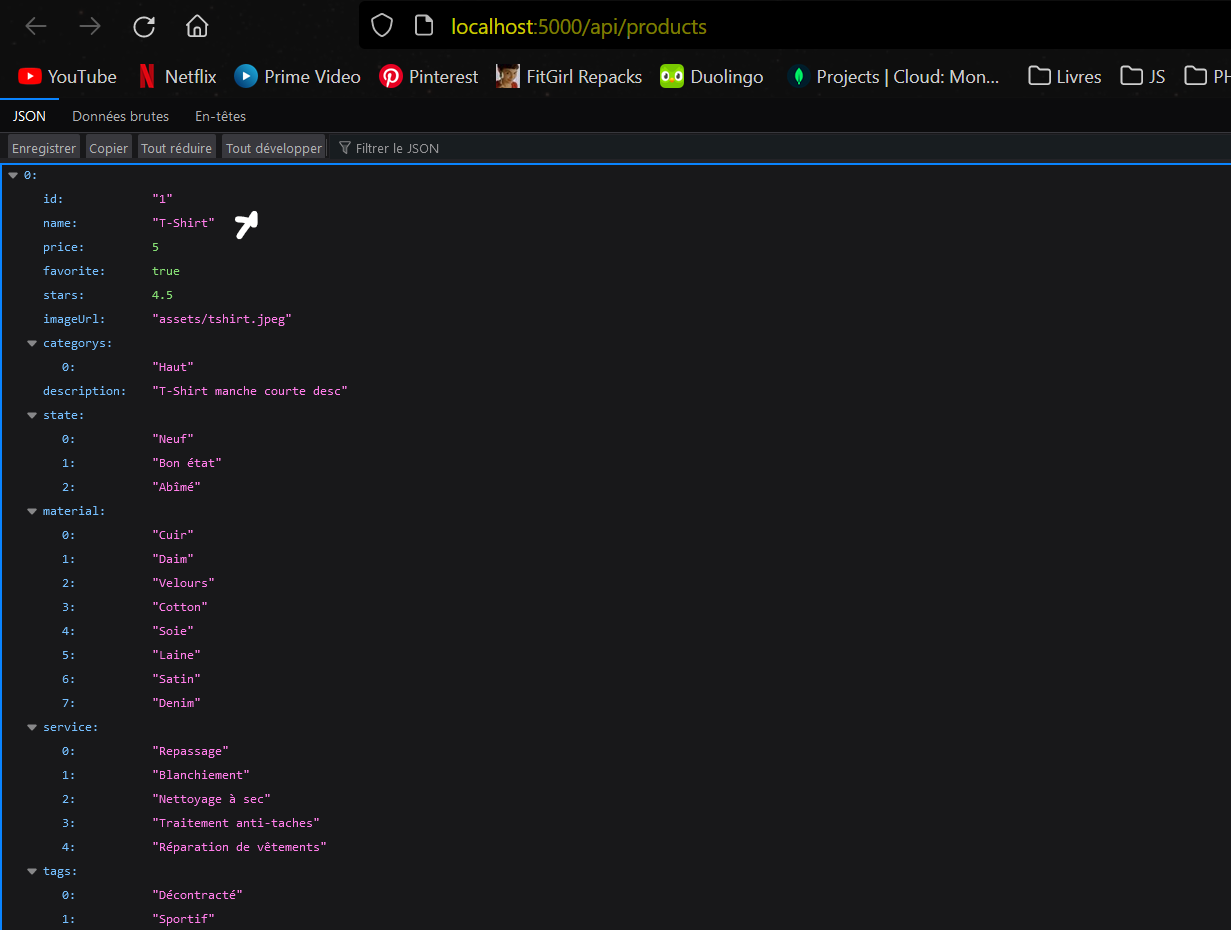 localhost:5000/api/products
YouTube Netflix Prime Video Pinterest FitGirl Repacks Duolingo Projects | Cloud: Mon... Livres JS PH
JSON Données brutes En-têtes
Enregistrer Copier Tout réduire Tout développer Filtrer le JSON
0:
id: "1"
name: "T-Shirt"
price: 5
favorite: true
stars: 4.5
imageUrl: "assets/tshirt.jpeg"
categorys:
0: "Haut"
description: "T-Shirt manche courte desc"
state:
0: "Neuf"
1: "Bon état"
2: "Abîmé"
material:
0: "Cuir"
1: "Daim"
2: "Velours"
3: "Cotton"
4: "Soie"
5: "Laine"
6: "Satin"
7: "Denim"
service:
0: "Repassage"
1: "Blanchiement"
2: "Nettoyage à sec"
3: "Traitement anti-taches"
4: "Réparation de vêtements"
tags:
0: "Décontracté"
1: "Sportif"